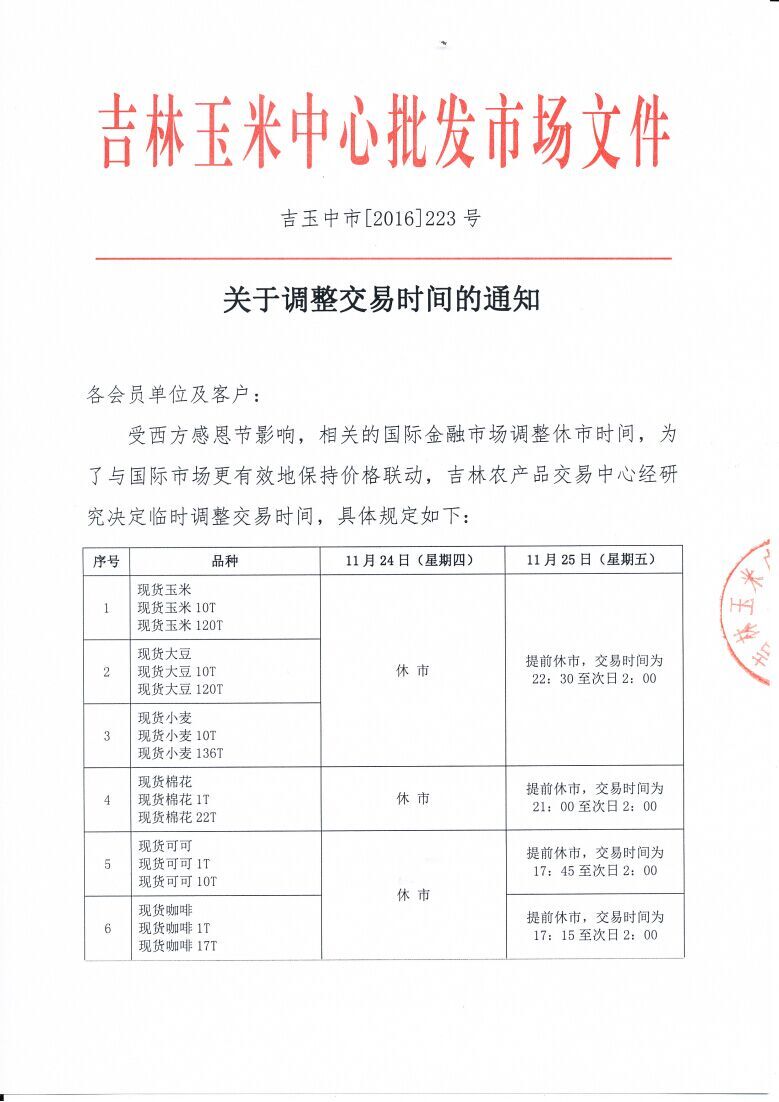 吉林玉米中心批发市场文件
吉玉中市[2016]223 号
关于调整交易时间的通知
各会员单位及客户：
受西方感恩节影响，相关的国际金融市场调整休市时间，为
了与国际市场更有效地保持价格联动，吉林农产品交易中心经研
究决定临时调整交易时间，具体规定如下：
序号 品种 11 月 24 日（星期四） 11 月 25 日（星期五）
1
现货玉米
现货玉米 10T
现货玉米 120T
2
现货大豆
现货大豆 10T
现货大豆 120T
3
现货小麦
现货小麦 10T
现货小麦 136T
休 市
提前休市，交易时间为
22：30 至次日 2：00
4
现货棉花
现货棉花 1T
现货棉花 22T
休 市
提前休市，交易时间为
21：00 至次日 2：00
5
现货可可
现货可可 1T
现货可可 10T
休 市
提前休市，交易时间为
17：45 至次日 2：00
6
现货咖啡
现货咖啡 1T
现货咖啡 17T
提前休市，交易时间为
17：15 至次日 2：00
吉林玉米